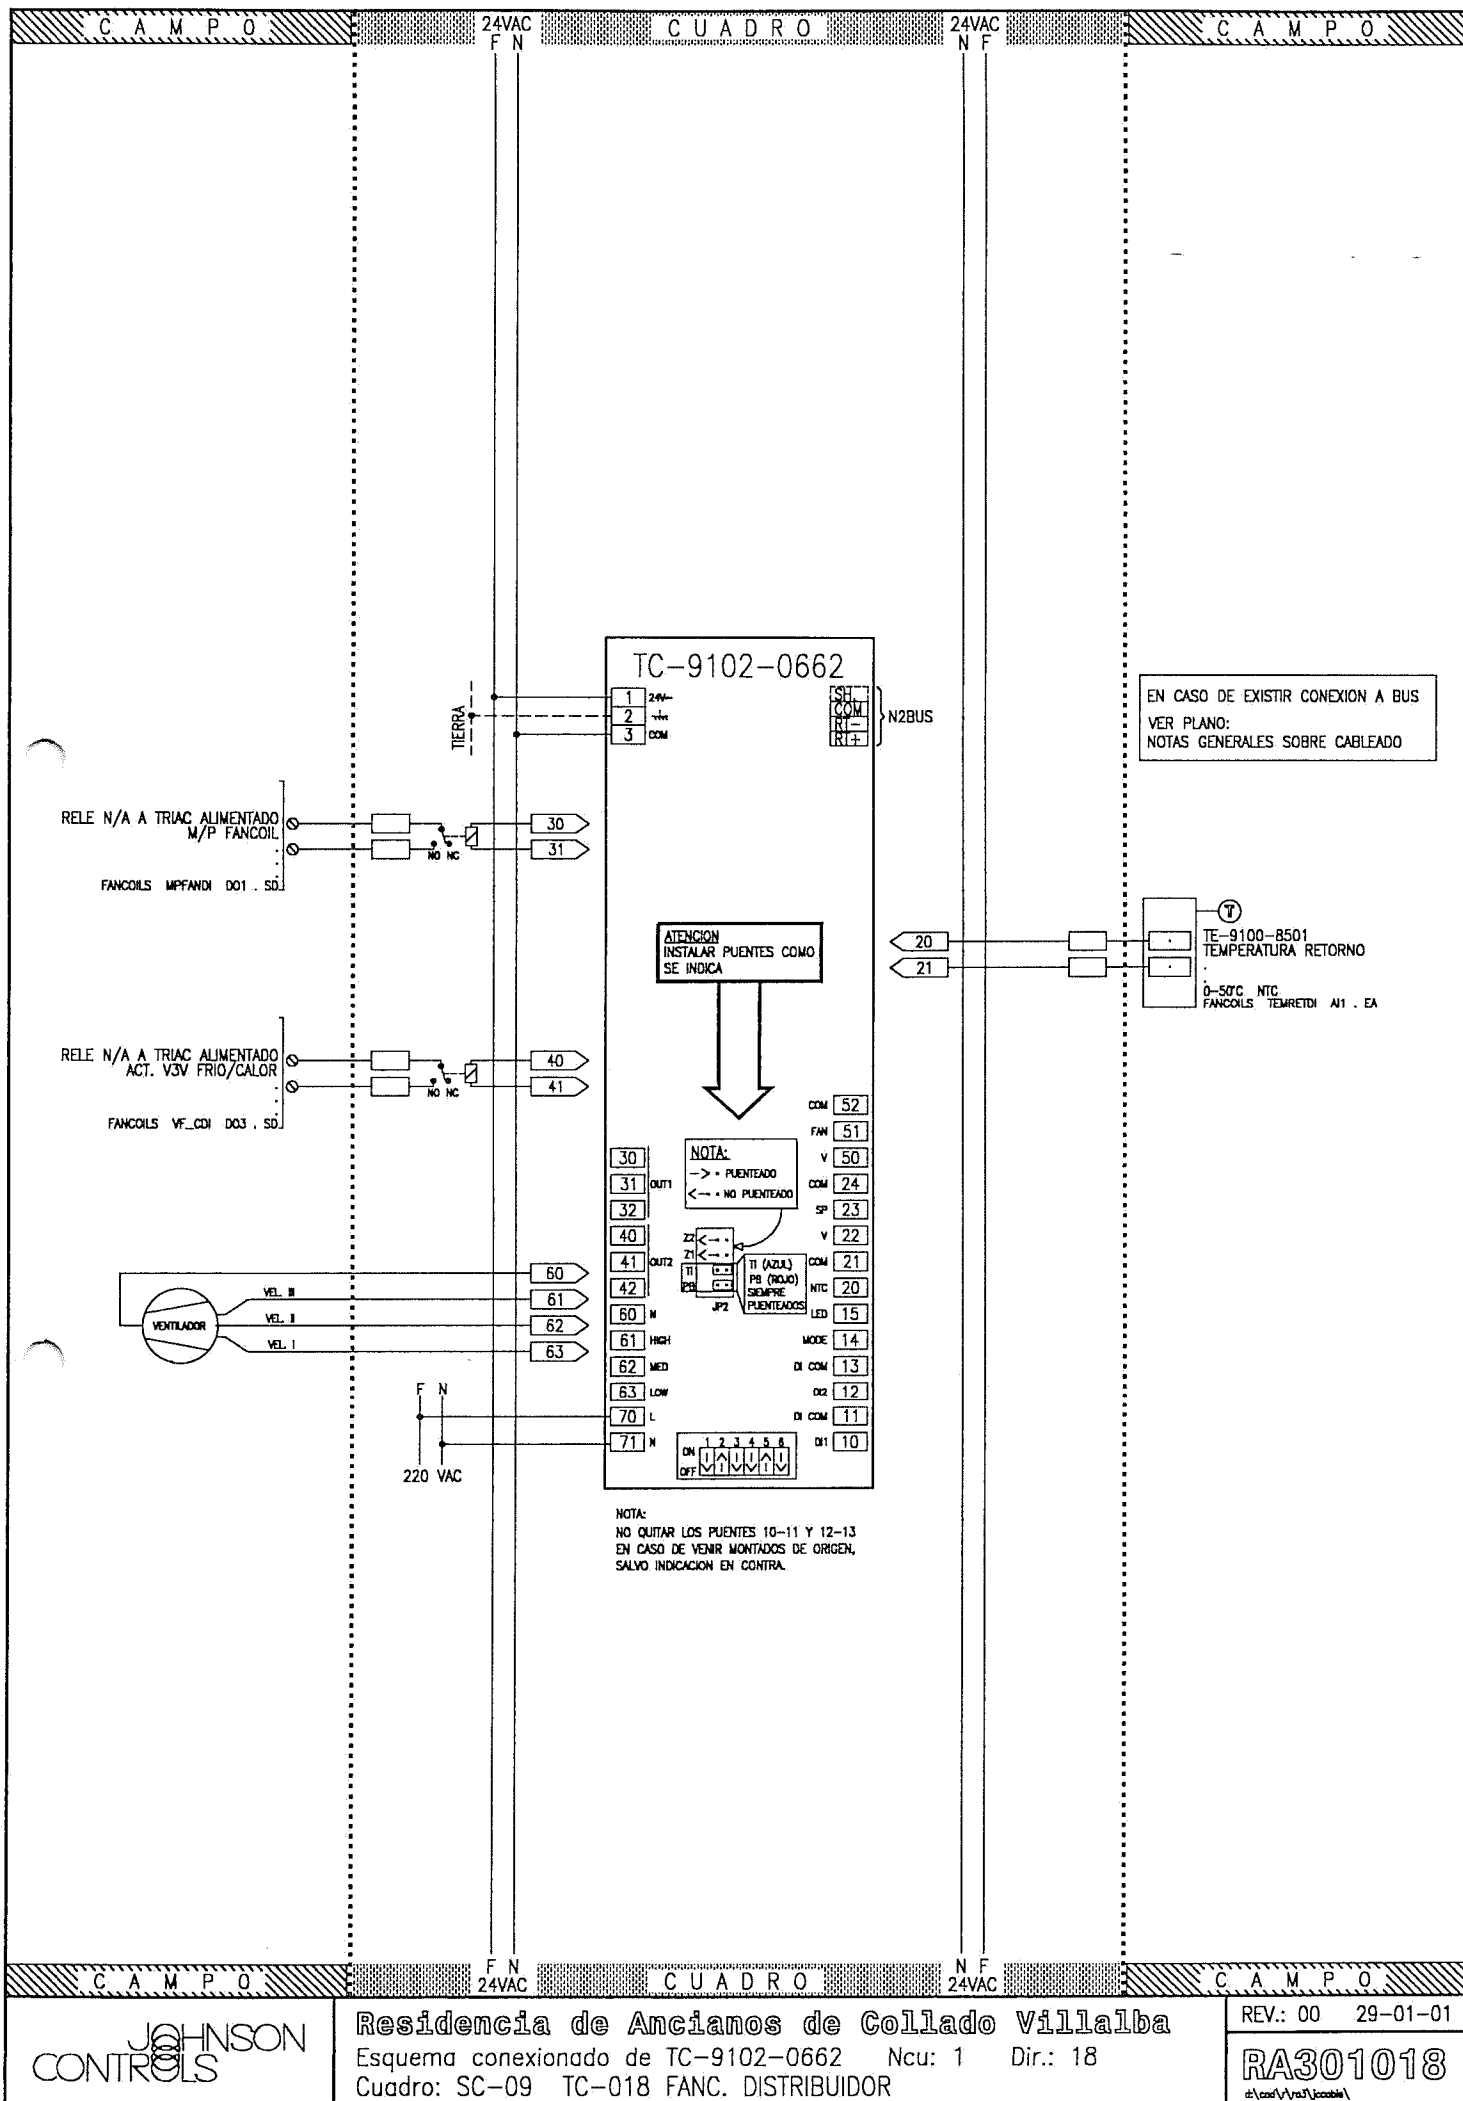 C A M P O
24VAC
F N
C U A D R O
24VAC
N F
C A M P O
TC-9102-0662
1 24V~
2
3 COM
SH.
COM
RT-
RT+
N2BUS
TIERRA
EN CASO DE EXISTIR CONEXION A BUS
VER PLANO:
NOTAS GENERALES SOBRE CABLEADO
RELE N/A A TRIAC ALIMENTADO
M/P FANCOIL
.
.
FANCOILS MPFANDI DO1 . SD
NO NC
30
31
ATENCION
INSTALAR PUENTES COMO
SE INDICA
20
21
T
TE-9100-8501
TEMPERATURA RETORNO
.
0-50°C NTC
FANCOILS TEMRETDI AI1 . EA
RELE N/A A TRIAC ALIMENTADO
ACT. V3V FRIO/CALOR
.
.
FANCOILS VF_CDI DO3 . SD
NO NC
40
41
NOTA:
-> • PUENTEADO
<-- • NO PUENTEADO
30
31 OUT1
32
40
41 OUT2
42
60 M
61 HIGH
62 MED
63 LOW
70 L
71 N
Z2
Z1
TI
PB
JP2
TI (AZUL)
PB (ROJO)
SIEMPRE
PUENTEADOS
COM 52
FAN 51
V 50
COM 24
SP 23
V 22
COM 21
NTC 20
LED 15
MODE 14
DI COM 13
DI2 12
DI COM 11
DI1 10
VENTILADOR
VEL. III
VEL. II
VEL. I
60
61
62
63
F N
220 VAC
1 2 3 4 5 6
ON
OFF
NOTA:
NO QUITAR LOS PUENTES 10-11 Y 12-13
EN CASO DE VENIR MONTADOS DE ORIGEN,
SALVO INDICACION EN CONTRA.
C A M P O
F N
24VAC
C U A D R O
N F
24VAC
C A M P O
JOHNSON
CONTROLS
Residencia de Ancianos de Collado Villalba
Esquema conexionado de TC-9102-0662 Ncu: 1 Dir.: 18
Cuadro: SC-09 TC-018 FANC. DISTRIBUIDOR
REV.: 00 29-01-01
RA301018